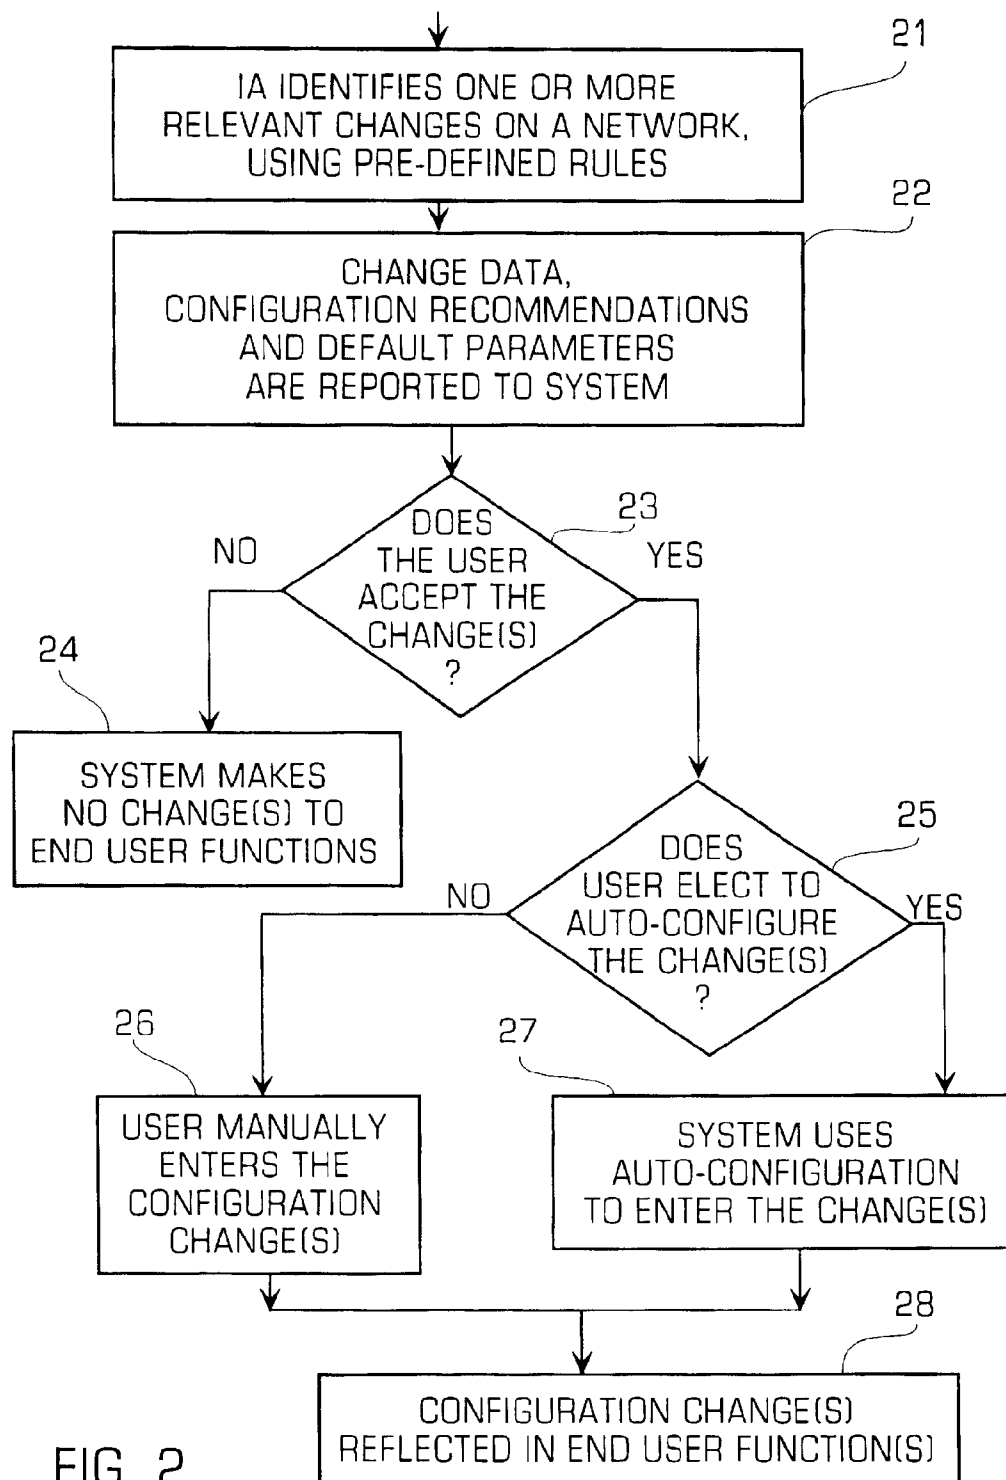 21
IA IDENTIFIES ONE OR MORE
RELEVANT CHANGES ON A NETWORK,
USING PRE-DEFINED RULES
22
CHANGE DATA,
CONFIGURATION RECOMMENDATIONS
AND DEFAULT PARAMETERS
ARE REPORTED TO SYSTEM
23
DOES
THE USER
ACCEPT THE
CHANGE(S)
?
NO
YES
24
SYSTEM MAKES
NO CHANGE(S) TO
END USER FUNCTIONS
25
DOES
USER ELECT TO
AUTO-CONFIGURE
THE CHANGE(S)
?
NO
YES
26
USER MANUALLY
ENTERS THE
CONFIGURATION
CHANGE(S)
27
SYSTEM USES
AUTO-CONFIGURATION
TO ENTER THE CHANGE(S)
28
CONFIGURATION CHANGE(S)
REFLECTED IN END USER FUNCTION(S)
FIG. 2